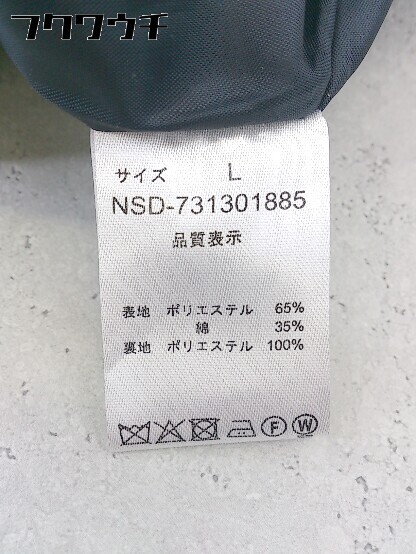 フクワウチ
サイズ L
NSD-731301885
品質表示
表地 ポリエステル 65%
綿 35%
裏地 ポリエステル 100%
F W